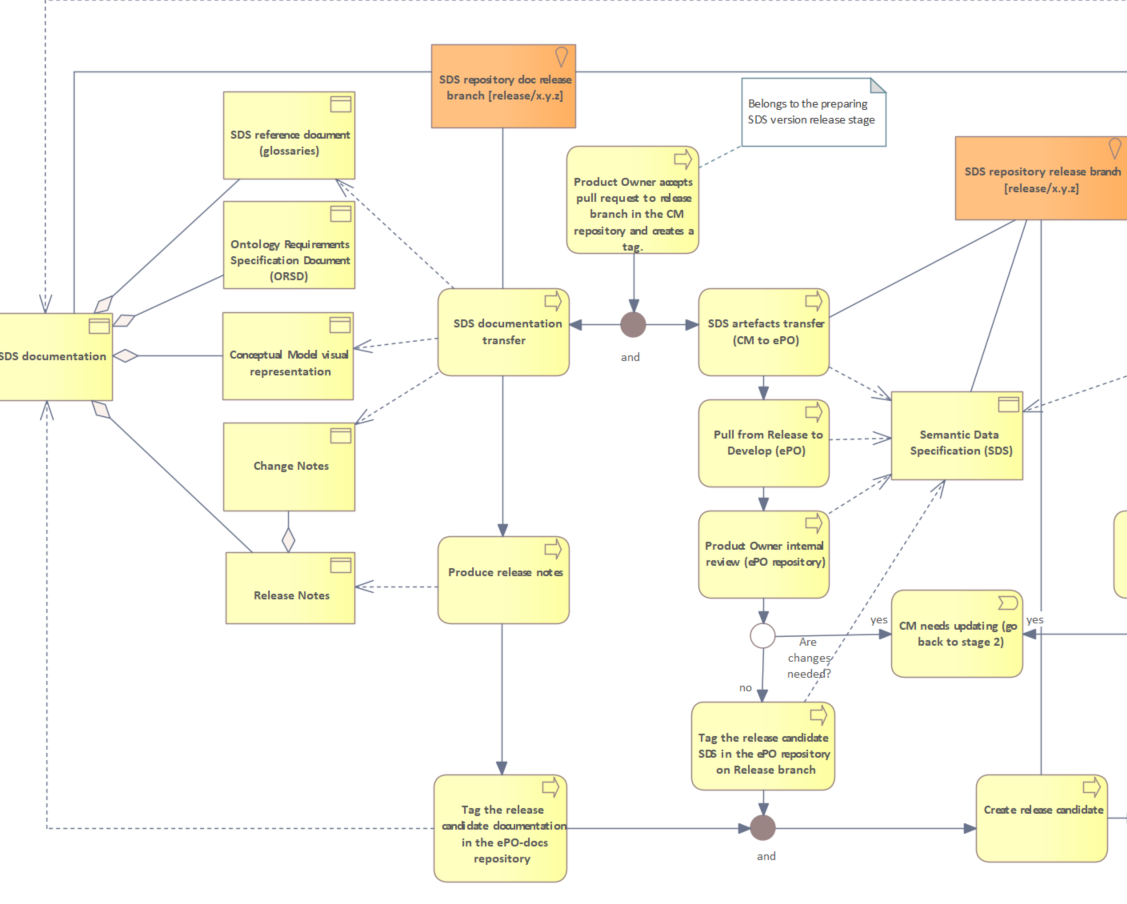 SDS repository doc release
branch [release/x.y.z]
Belongs to the preparing
SDS version release stage
SDS reference document
(glossaries)
Product Owner accepts
pull request to release
branch in the CM
repository and creates a
tag.
SDS repository release branch
[release/x.y.z]
Ontology Requirements
Specification Document
(ORSD)
SDS documentation
transfer
and
SDS artefacts transfer
(CM to ePO)
SDS documentation
Conceptual Model visual
representation
Pull from Release to
Develop (ePO)
Semantic Data
Specification (SDS)
Change Notes
Product Owner internal
review (ePO repository)
Produce release notes
Release Notes
yes
CM needs updating (go
back to stage 2)
yes
Are
changes
needed?
no
Tag the release candidate
SDS in the ePO repository
on Release branch
Tag the release
candidate documentation
in the ePO-docs
repository
and
Create release candidate